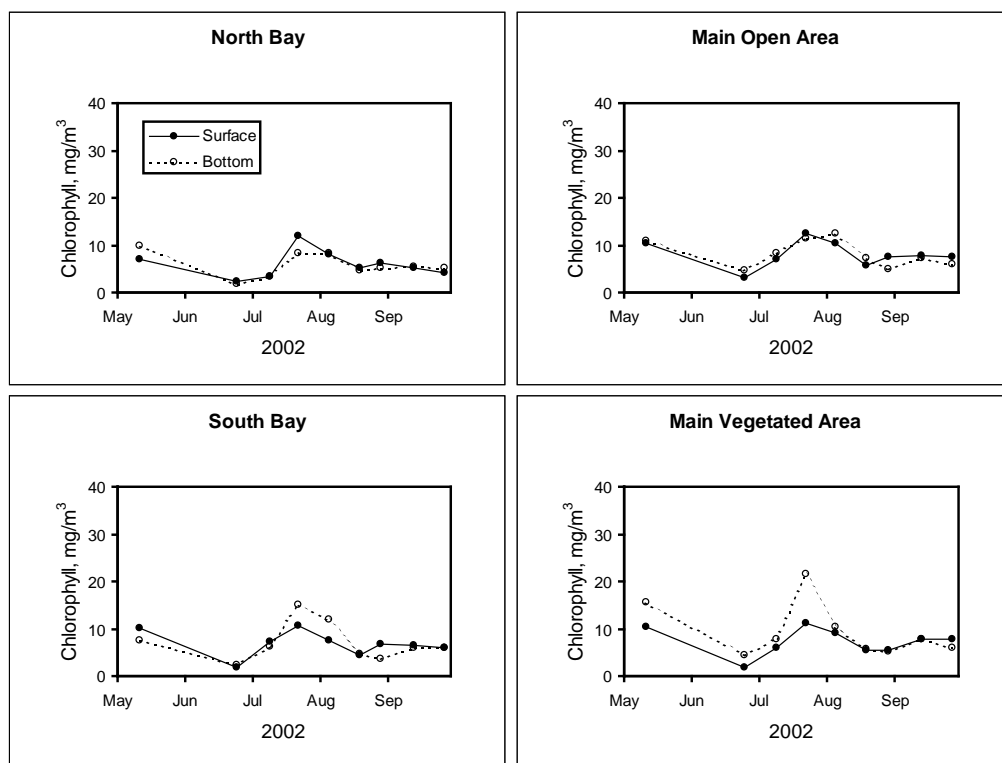 North Bay
Chlorophyll, mg/m³
40
30
20
10
0
Surface
Bottom
May Jun Jul Aug Sep
2002
Main Open Area
Chlorophyll, mg/m³
40
30
20
10
0
May Jun Jul Aug Sep
2002
South Bay
Chlorophyll, mg/m³
40
30
20
10
0
May Jun Jul Aug Sep
2002
Main Vegetated Area
Chlorophyll, mg/m³
40
30
20
10
0
May Jun Jul Aug Sep
2002